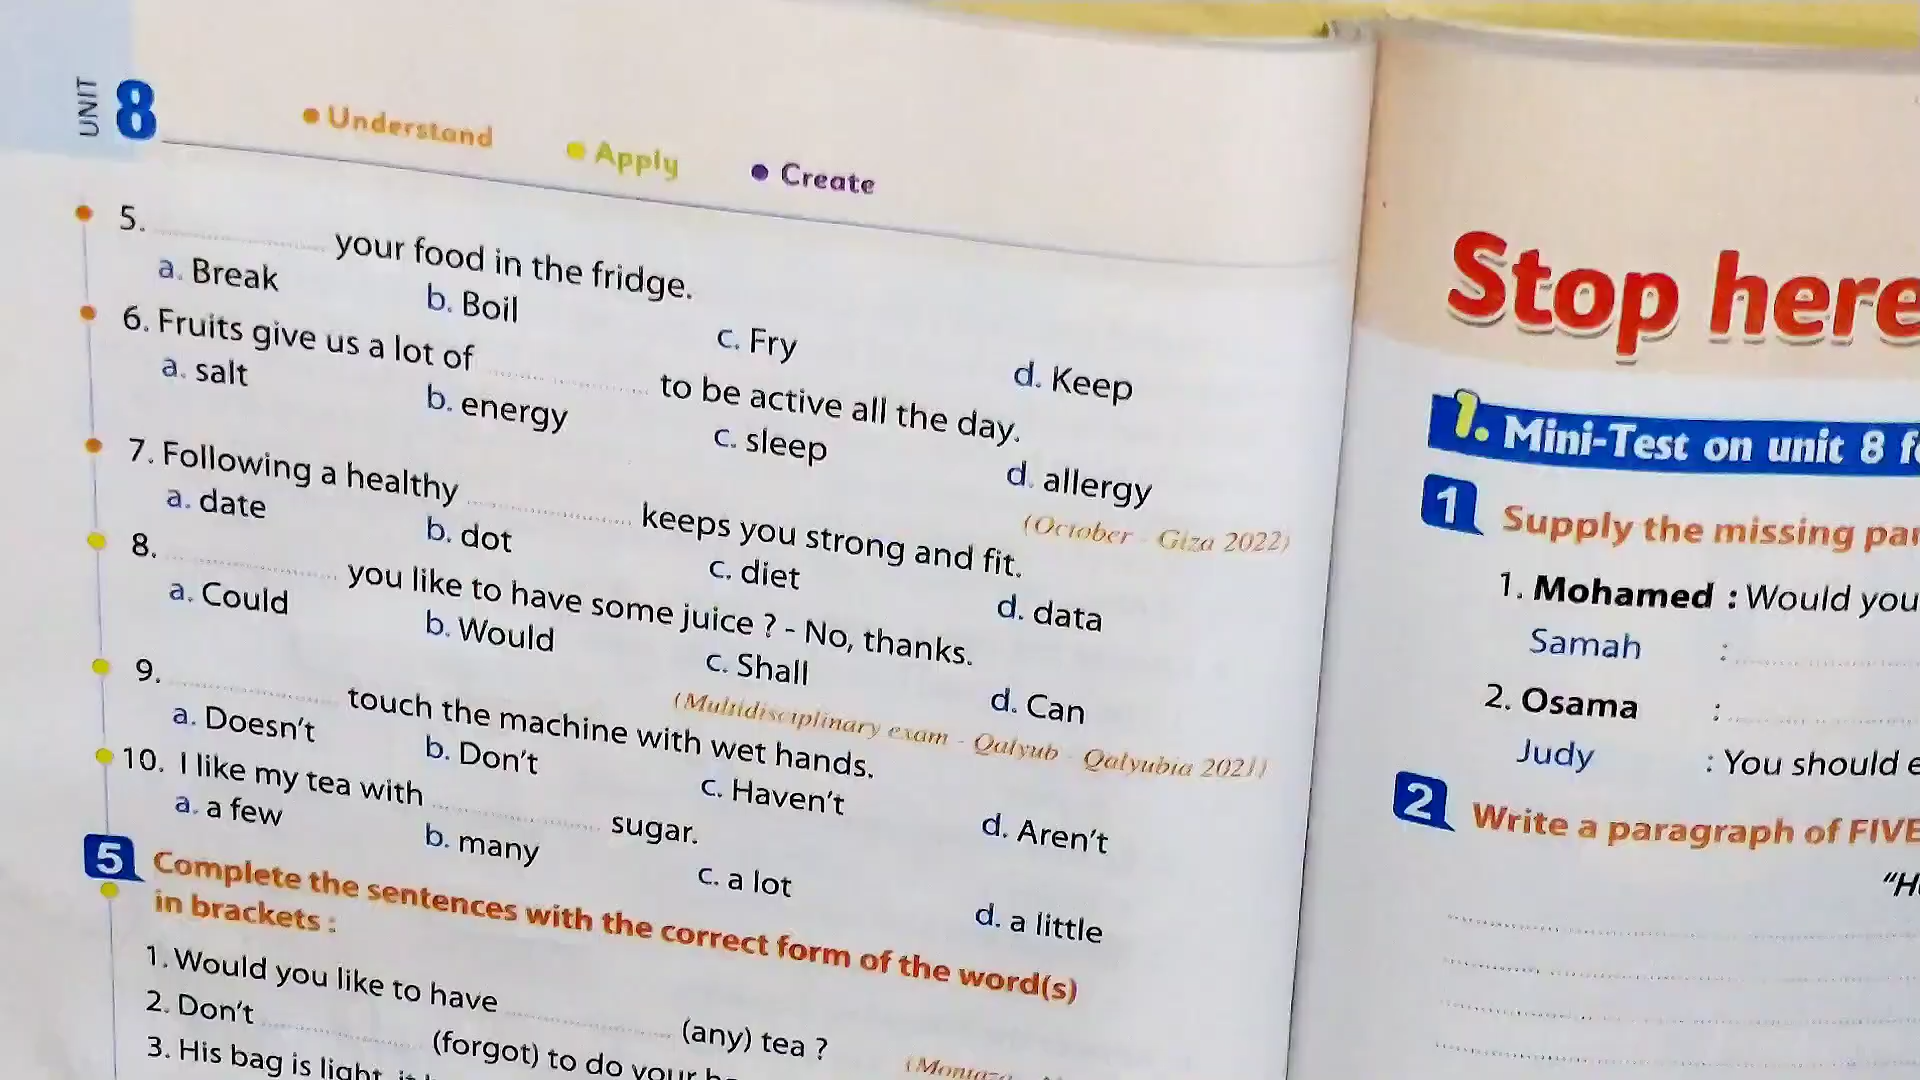 UNIT 8
Understand Apply Create
5. ........ your food in the fridge.
a. Break b. Boil c. Fry d. Keep
6. Fruits give us a lot of ........ to be active all the day.
a. salt b. energy c. sleep d. allergy
(October - Giza 2022)
7. Following a healthy ........ keeps you strong and fit.
a. date b. dot c. diet d. data
8. ........ you like to have some juice ? - No, thanks.
a. Could b. Would c. Shall d. Can
(Multidisciplinary exam - Qalyub - Qalyubia 2021)
9. ........ touch the machine with wet hands.
a. Doesn't b. Don't c. Haven't d. Aren't
10. I like my tea with ........ sugar.
a. a few b. many c. a lot d. a little
5 Complete the sentences with the correct form of the word(s)
in brackets :
1. Would you like to have ........ (any) tea ?
2. Don't ........ (forgot) to do your
3. His bag is light,
Stop here
1. Mini-Test on unit 8
1 Supply the missing
1. Mohamed : Would you
Samah : ........
2. Osama : ........
Judy : You should
2 Write a paragraph of FIVE